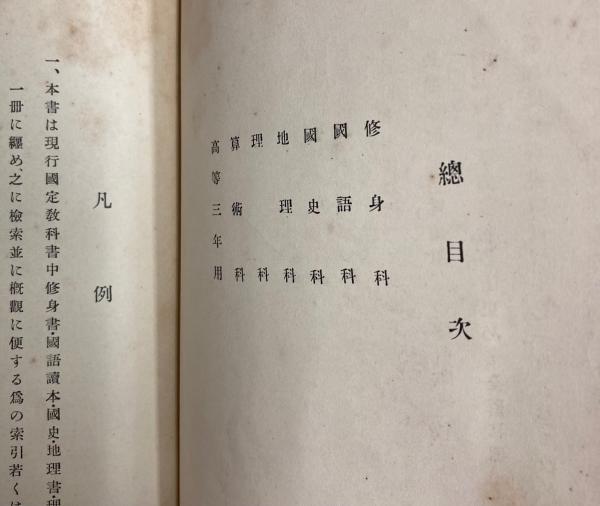 總目次
修身科
國語科
國史科
地理科
理科
算術科
高等三年用
凡例
一、本書は現行國定教科書中修身書・國語讀本・國史・地理書・理
一冊に纏め、之に檢索並に概觀に便する爲の索引若くは